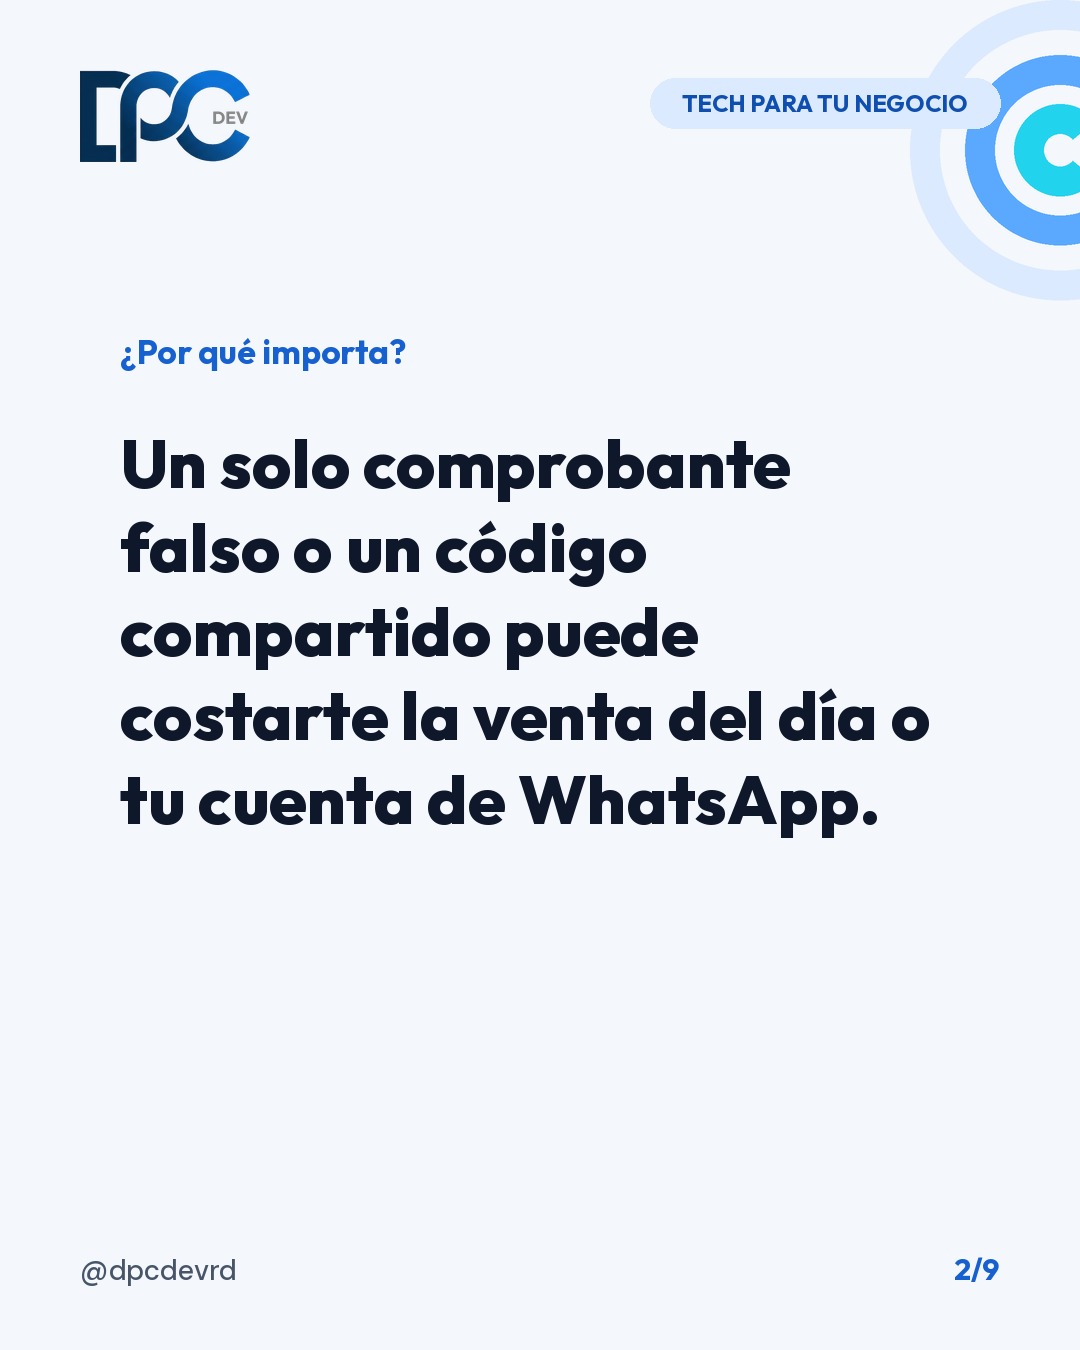 DPC DEV
TECH PARA TU NEGOCIO
¿Por qué importa?
Un solo comprobante
falso o un código
compartido puede
costarte la venta del día o
tu cuenta de WhatsApp.
@dpcdevrd
2/9